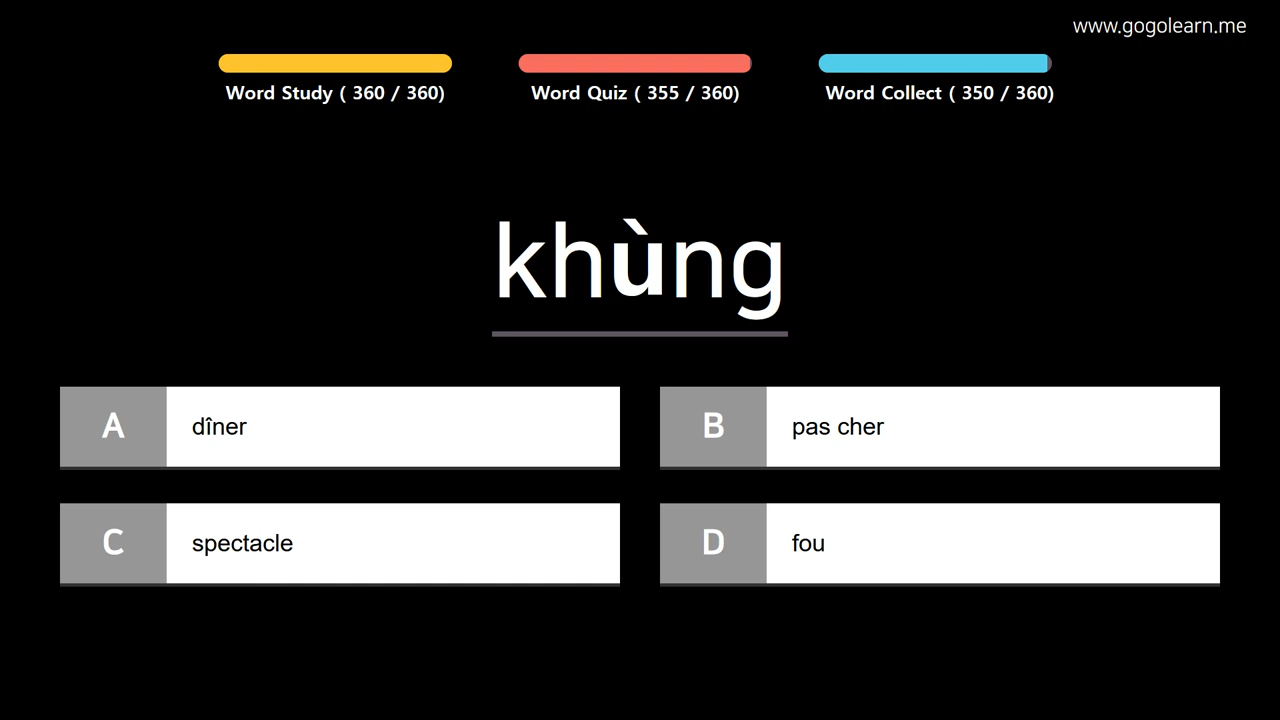 www.gogolearn.me
Word Study ( 360 / 360)
Word Quiz ( 355 / 360)
Word Collect ( 350 / 360)
khùng
A dîner
B pas cher
C spectacle
D fou